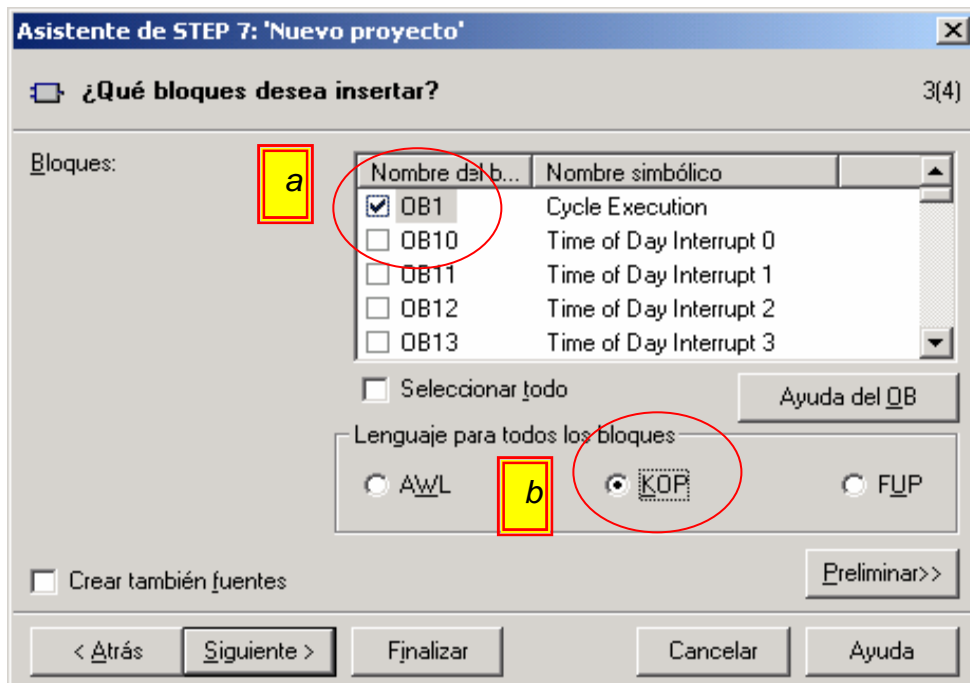 Asistente de STEP 7: 'Nuevo proyecto'
¿Qué bloques desea insertar?
3(4)
Bloques:
a
Nombre del b... Nombre simbólico
OB1 Cycle Execution
OB10 Time of Day Interrupt 0
OB11 Time of Day Interrupt 1
OB12 Time of Day Interrupt 2
OB13 Time of Day Interrupt 3
Seleccionar todo
Ayuda del OB
Lenguaje para todos los bloques
AWL b KOP FUP
Crear también fuentes
Preliminar>>
< Atrás Siguiente > Finalizar Cancelar Ayuda